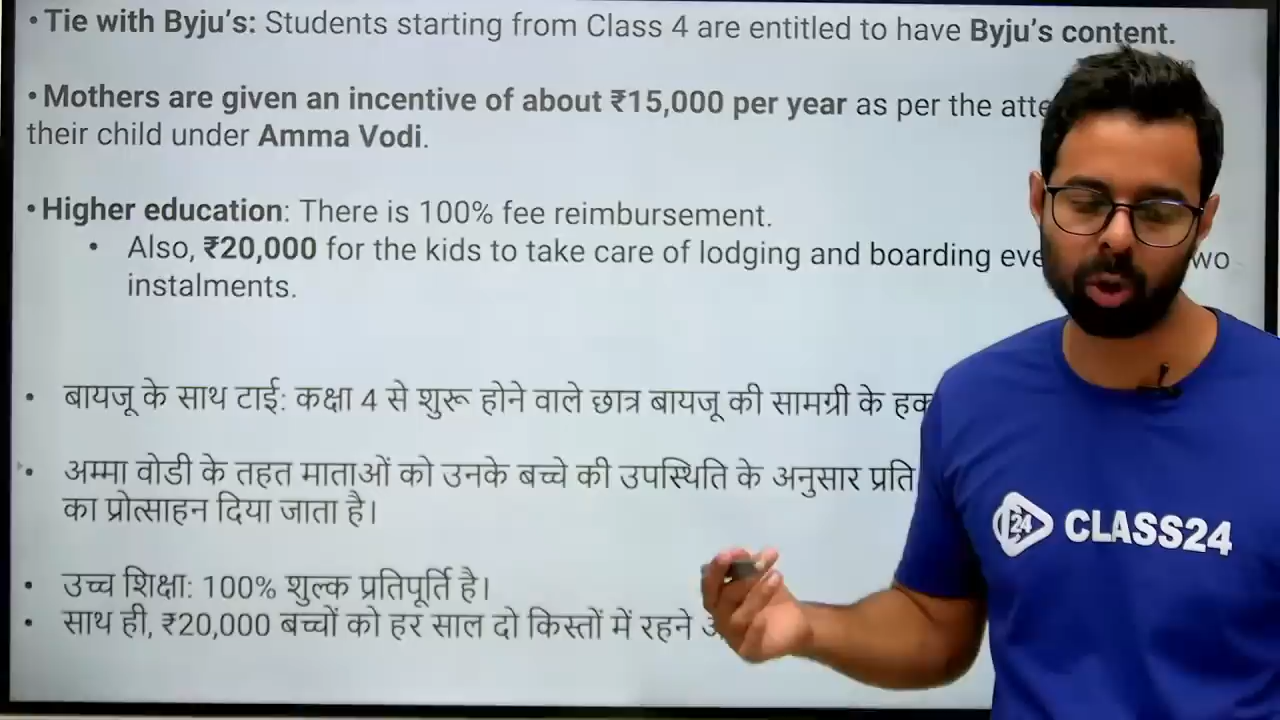 • Tie with Byju’s: Students starting from Class 4 are entitled to have Byju’s content.
• Mothers are given an incentive of about ₹15,000 per year as per the
their child under Amma Vodi.
• Higher education: There is 100% fee reimbursement.
• Also, ₹20,000 for the kids to take care of lodging and boarding
instalments.
• बायजू के साथ टाई: कक्षा 4 से शुरू होने वाले छात्र बायजू की सामग्री के
• अम्मा वोडी के तहत माताओं को उनके बच्चे की उपस्थिति के अनुसार प्रति
का प्रोत्साहन दिया जाता है।
• उच्च शिक्षा: 100% शुल्क प्रतिपूर्ति है।
• साथ ही, ₹20,000 बच्चों को हर साल दो किस्तों में रहने
24 CLASS24